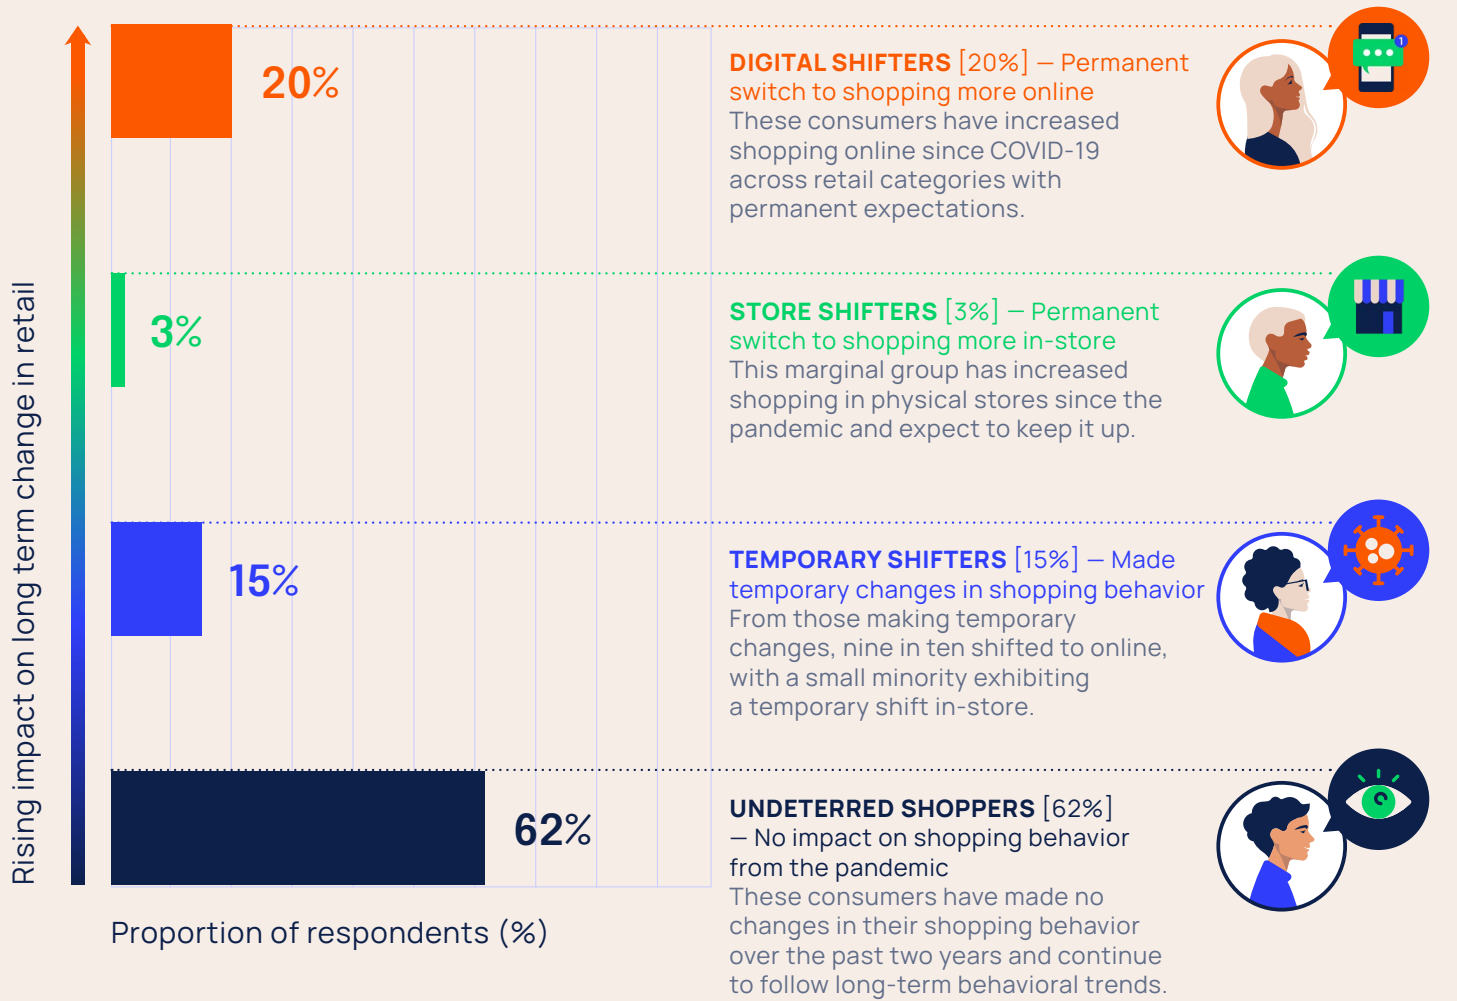 20%
DIGITAL SHIFTERS [20%] — Permanent
switch to shopping more online
These consumers have increased
shopping online since COVID-19
across retail categories with
permanent expectations.
1
3%
STORE SHIFTERS [3%] — Permanent
switch to shopping more in-store
This marginal group has increased
shopping in physical stores since the
pandemic and expect to keep it up.
15%
TEMPORARY SHIFTERS [15%] — Made
temporary changes in shopping behavior
From those making temporary
changes, nine in ten shifted to online,
with a small minority exhibiting
a temporary shift in-store.
62%
UNDETERRED SHOPPERS [62%]
— No impact on shopping behavior
from the pandemic
These consumers have made no
changes in their shopping behavior
over the past two years and continue
to follow long-term behavioral trends.
Rising impact on long term change in retail
Proportion of respondents (%)